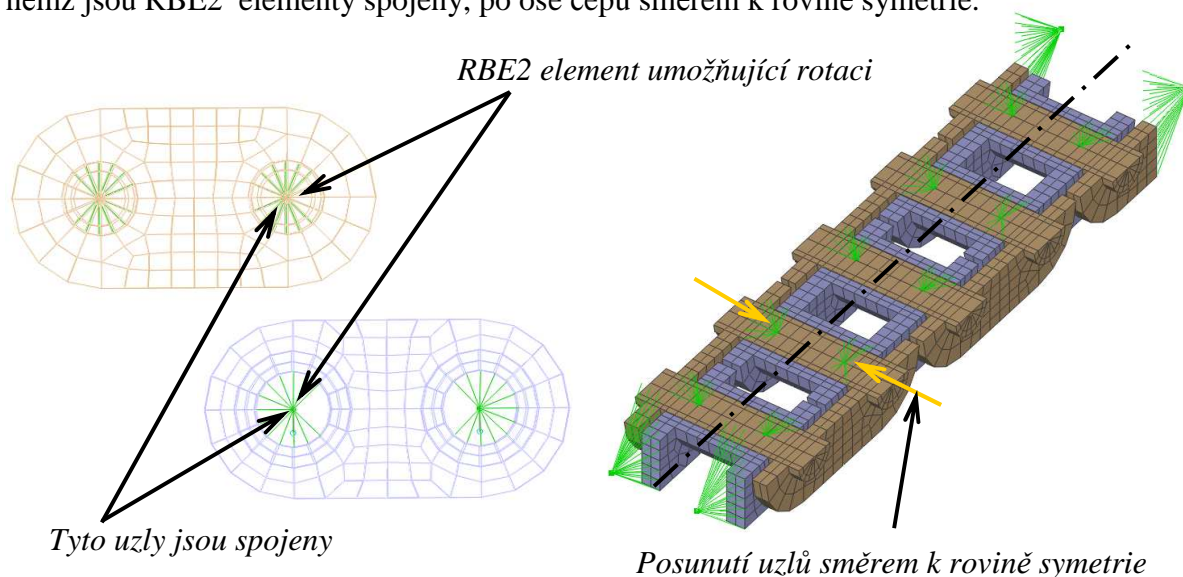 němž jsou RBE2 elementy spojeny, po ose čepu směrem k rovině symetrie.
RBE2 element umožňující rotaci
Tyto uzly jsou spojeny
Posunutí uzlů směrem k rovině symetrie